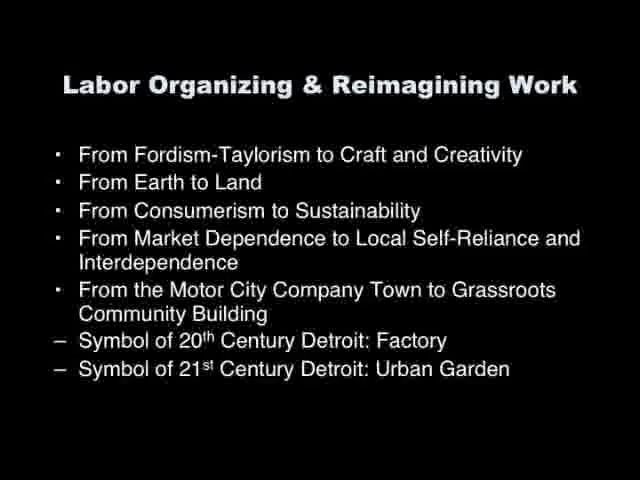 Labor Organizing & Reimagining Work
• From Fordism-Taylorism to Craft and Creativity
• From Earth to Land
• From Consumerism to Sustainability
• From Market Dependence to Local Self-Reliance and
Interdependence
• From the Motor City Company Town to Grassroots
Community Building
– Symbol of 20th Century Detroit: Factory
– Symbol of 21st Century Detroit: Urban Garden